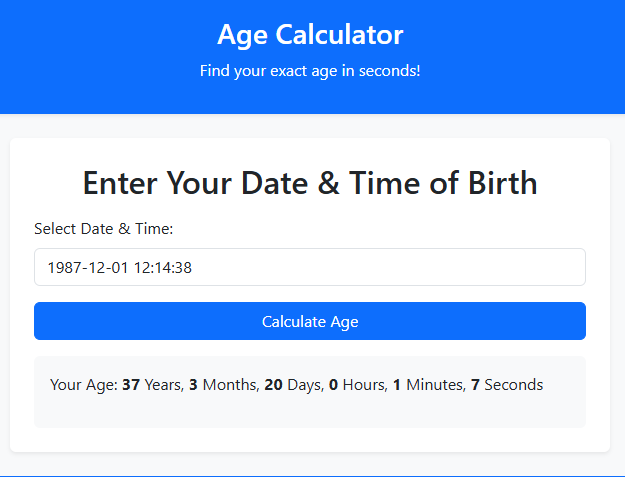 Age Calculator
Find your exact age in seconds!
Enter Your Date & Time of Birth
Select Date & Time:
1987-12-01 12:14:38
Calculate Age
Your Age: 37 Years, 3 Months, 20 Days, 0 Hours, 1 Minutes, 7 Seconds